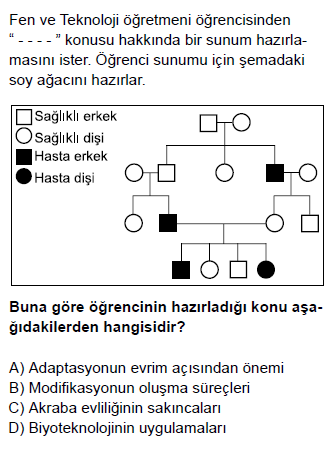 Fen ve Teknoloji öğretmeni öğrencisinden
“ - - - - ” konusu hakkında bir sunum hazırla-
masını ister. Öğrenci sunumu için şemadaki
soy ağacını hazırlar.
Sağlıklı erkek
Sağlıklı dişi
Hasta erkek
Hasta dişi
Buna göre öğrencinin hazırladığı konu aşa-
ğıdakilerden hangisidir?
A) Adaptasyonun evrim açısından önemi
B) Modifikasyonun oluşma süreçleri
C) Akraba evliliğinin sakıncaları
D) Biyoteknolojinin uygulamaları